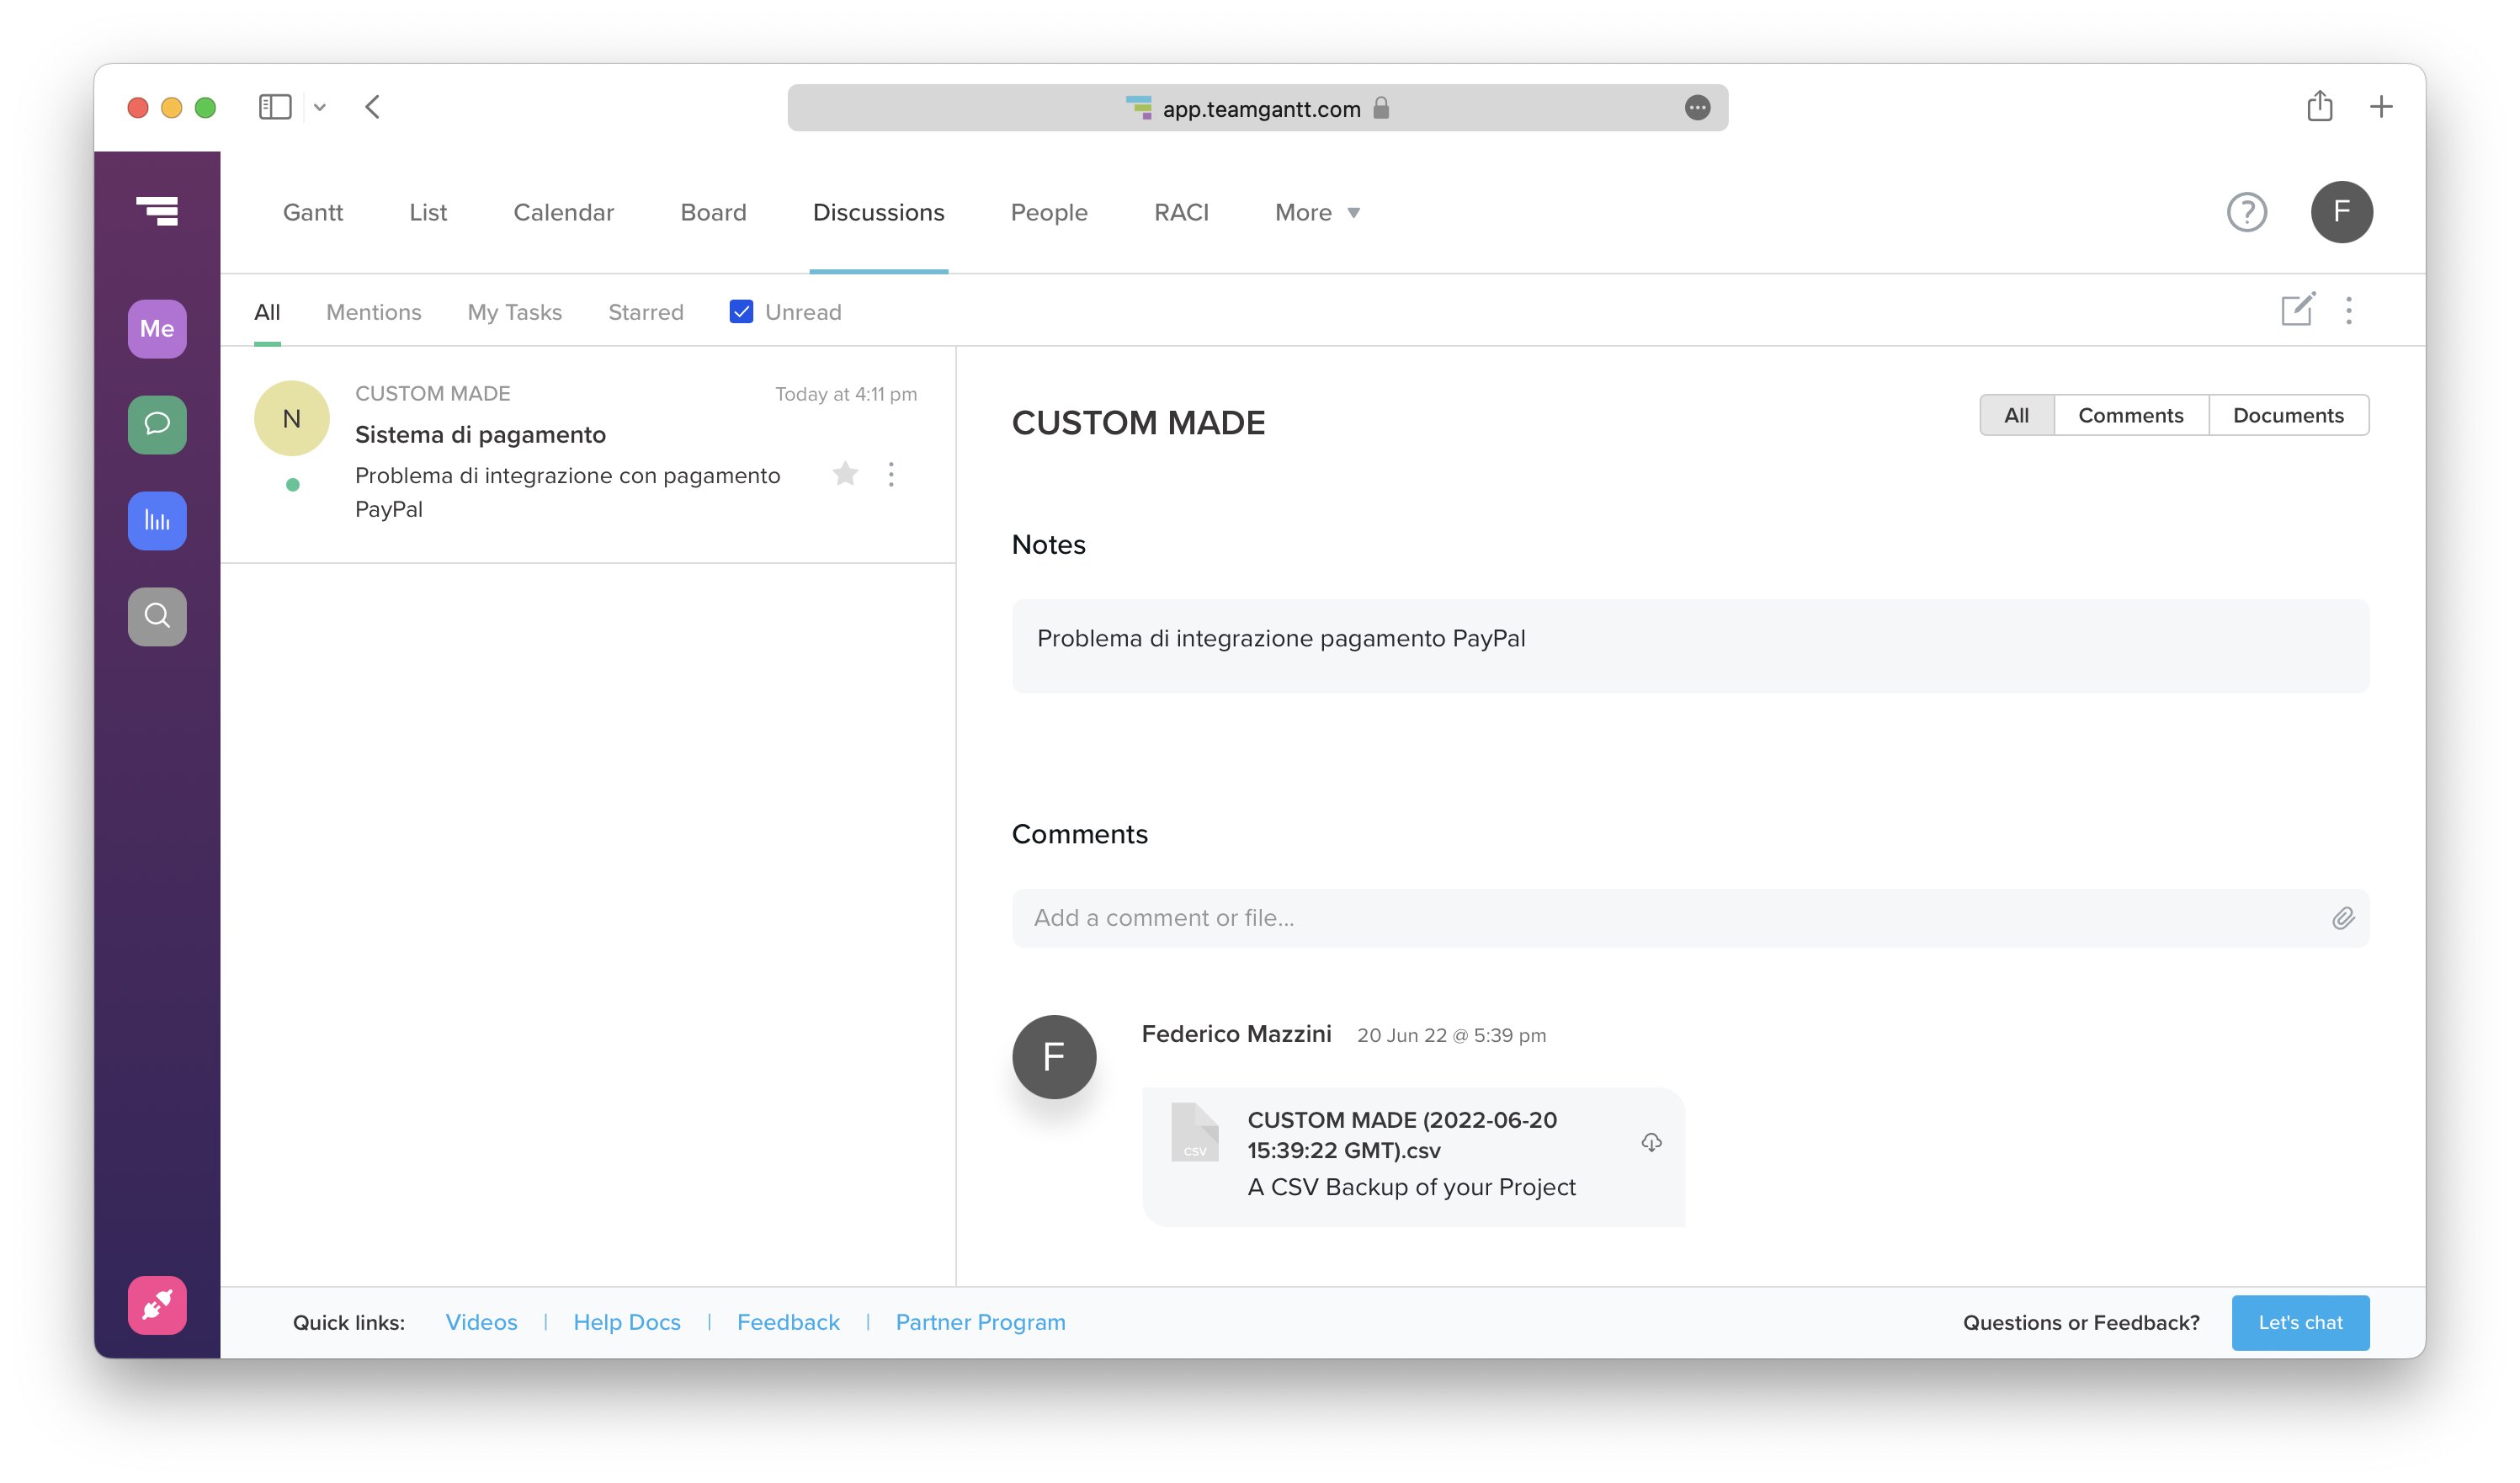 app.teamgantt.com
Gantt List Calendar Board Discussions People RACI More
F
Me
All Mentions My Tasks Starred Unread
N
CUSTOM MADE Today at 4:11 pm
Sistema di pagamento
Problema di integrazione con pagamento
PayPal
CUSTOM MADE
All Comments Documents
Notes
Problema di integrazione pagamento PayPal
Comments
Add a comment or file...
F
Federico Mazzini 20 Jun 22 @ 5:39 pm
CSV
CUSTOM MADE (2022-06-20
15:39:22 GMT).csv
A CSV Backup of your Project
Quick links: Videos | Help Docs | Feedback | Partner Program
Questions or Feedback? Let's chat